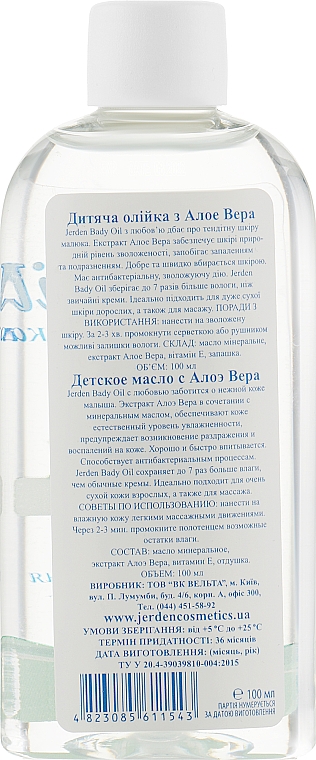 Дитяча олійка з Алое Вера
Jerden Body Oil з любов'ю дбає про тендітну шкіру
малюка. Екстракт Алое Вера забезпечує шкірі природ-
ній рівень зволоженості, запобігає запаленням
та подразненням. Добре та швидко вбирається шкірою.
Має антибактеріальну, зволожуючу дію. Jerden
Body Oil зберігає до 7 разів більше вологи, ніж
звичайні креми. Ідеально підходить для дуже сухої
шкіри дорослих, а також для масажу. ПОРАДИ З
ВИКОРИСТАННЯ: нанести на зволожену
шкіру. За 2-3 хв. промокнути серветкою або рушником
можливі залишки вологи. СКЛАД: масло мінеральне,
екстракт Алое Вера, вітамін Е, запашка.
ОБ'ЄМ: 100 мл
Детское масло с Алоэ Вера
Jerden Body Oil с любовью заботится о нежной коже
малыша. Экстракт Алоэ Вера в сочетании с
минеральным маслом, обеспечивают коже
естественный уровень увлажненности,
предупреждает возникновение раздражения и
воспалений на коже. Хорошо и быстро впитывается.
Способствует антибактериальным процессам.
Jerden Body Oil сохраняет до 7 раз больше влаги,
чем обычные кремы. Идеально подходит для очень
сухой кожи взрослых, а также для массажа.
СОВЕТЫ ПО ИСПОЛЬЗОВАНИЮ: нанести на
влажную кожу легкими массажными движениями.
Через 2-3 мин. промокните полотенцем возможные
остатки влаги.
СОСТАВ: масло минеральное,
экстракт Алоэ Вера, витамин Е, отдушка.
ОБЪЕМ: 100 мл
ВИРОБНИК: ТОВ "ВК ВЕЛЬТА", м. Київ,
вул. П. Лумумби, буд. 4/6, корп. А, офіс 300,
Тел. (044) 451-58-92
www.jerdencosmetics.ua
УМОВИ ЗБЕРІГАННЯ: від +5°С до +25°С
ТЕРМІН ПРИДАТНОСТІ: 36 місяців
ДАТА ВИГОТОВЛЕННЯ: (місяць, рік)
ТУ У 20.4-39039810-004:2015
4 823085 611543
℮ 100 мл
ПАРТІЯ НУМЕРУЄТЬСЯ
ЗА ДАТОЮ ВИГОТОВЛЕННЯ